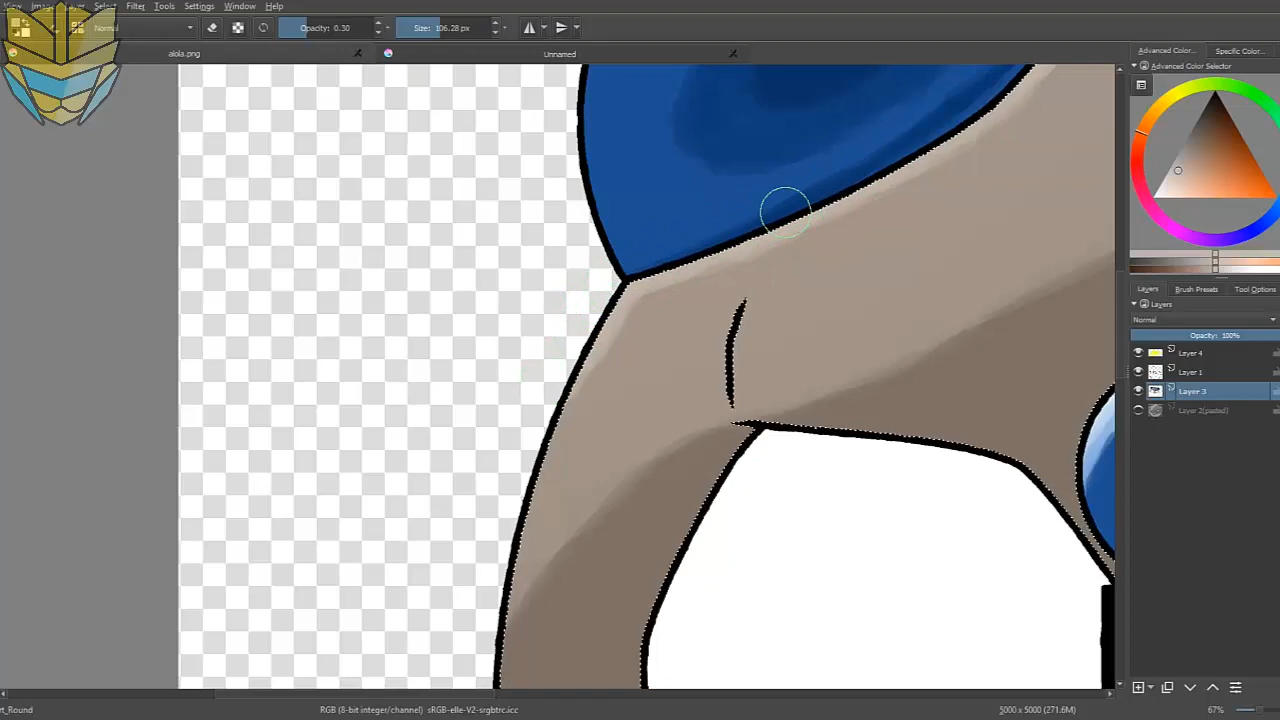 View Image Layer Select Filter Tools Settings Window Help
Normal Opacity: 0.30 Size: 106.28 px
alola.png Unnamed
Advanced Color... Specific Color...
Advanced Color Selector
Layers Brush Presets Tool Options
Layers
Normal
Opacity: 100%
Layer 4
Layer 1
Layer 3
Layer 2(pasted)
rt_Round RGB (8-bit integer/channel) sRGB-elle-V2-srgbtrc.icc 5000 x 5000 (271.6M) 67%